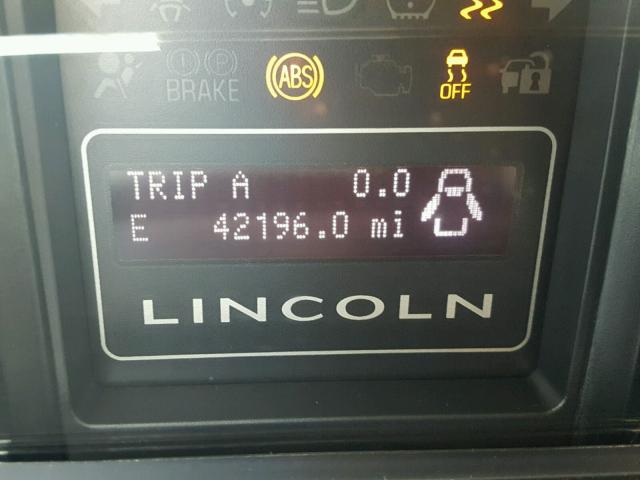 BRAKE
ABS
OFF
TRIP A 0.0
E 42196.0 mi
LINCOLN